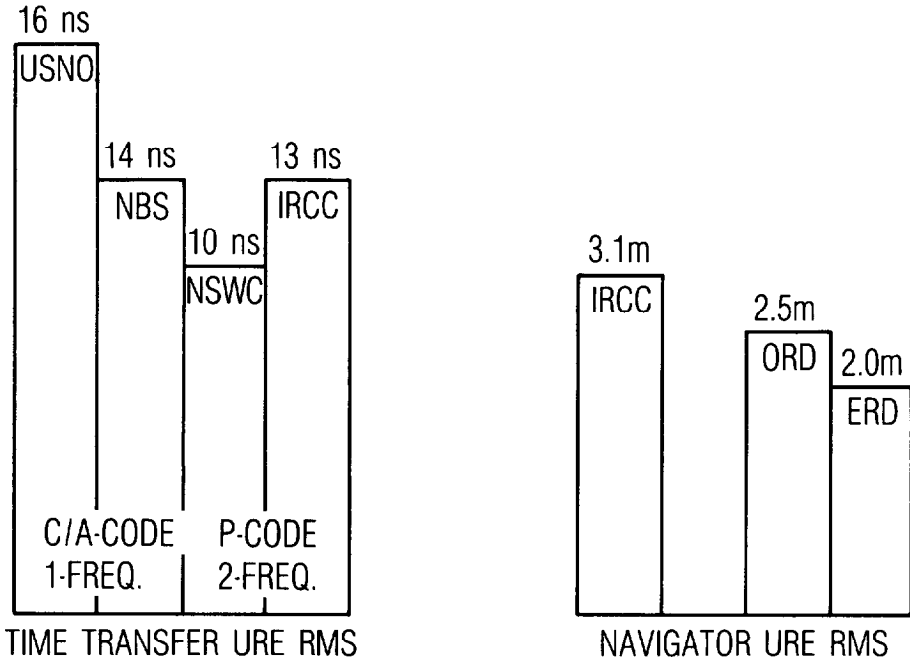 16 ns
USNO
14 ns
NBS
10 ns
NSWC
13 ns
IRCC
C/A-CODE
1-FREQ.
P-CODE
2-FREQ.
TIME TRANSFER URE RMS
3.1m
IRCC
2.5m
ORD
2.0m
ERD
NAVIGATOR URE RMS